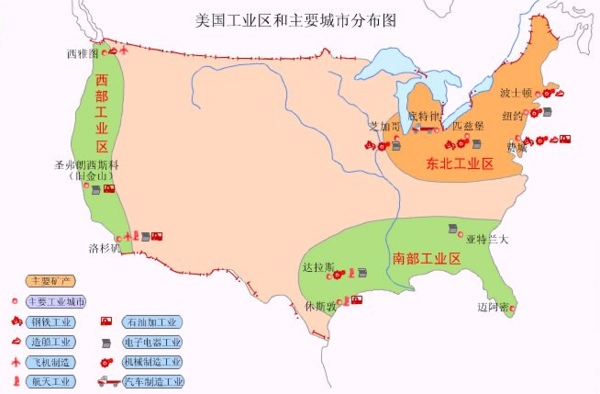 美国工业区和主要城市分布图
西雅图
西部工业区
圣弗朗西斯科
（旧金山）
洛杉矶
波士顿
纽约
底特律
芝加哥
匹兹堡
费城
东北工业区
亚特兰大
南部工业区
达拉斯
休斯敦
迈阿密
主要矿产
主要工业城市
钢铁工业
石油加工业
造船工业
电子电器工业
飞机制造
机械制造工业
航天工业
汽车制造工业